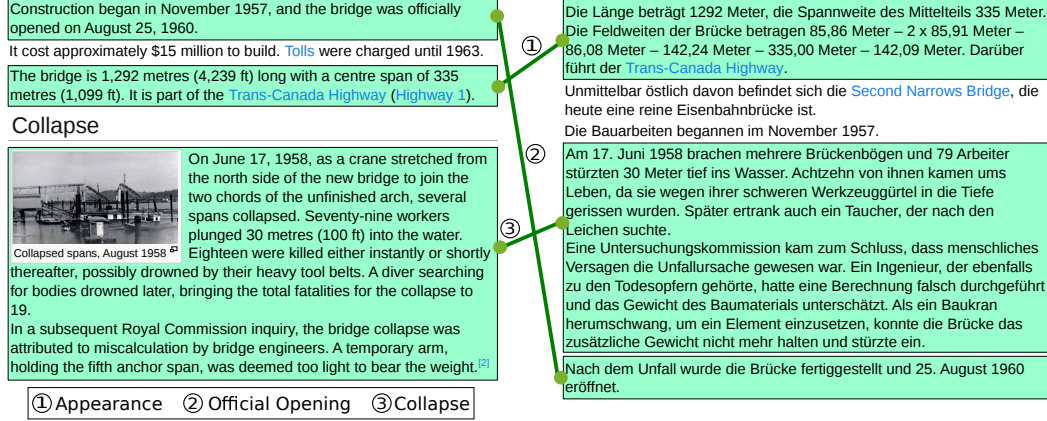 Construction began in November 1957, and the bridge was officially
opened on August 25, 1960.
It cost approximately $15 million to build. Tolls were charged until 1963.
The bridge is 1,292 metres (4,239 ft) long with a centre span of 335
metres (1,099 ft). It is part of the Trans-Canada Highway (Highway 1).
Collapse
On June 17, 1958, as a crane stretched from
the north side of the new bridge to join the
two chords of the unfinished arch, several
spans collapsed. Seventy-nine workers
plunged 30 metres (100 ft) into the water.
Collapsed spans, August 1958
Eighteen were killed either instantly or shortly
thereafter, possibly drowned by their heavy tool belts. A diver searching
for bodies drowned later, bringing the total fatalities for the collapse to
19.
In a subsequent Royal Commission inquiry, the bridge collapse was
attributed to miscalculation by bridge engineers. A temporary arm,
holding the fifth anchor span, was deemed too light to bear the weight.[2]
① Appearance ② Official Opening ③ Collapse
①
②
③
Die Länge beträgt 1292 Meter, die Spannweite des Mittelteils 335 Meter.
Die Feldweiten der Brücke betragen 85,86 Meter – 2 x 85,91 Meter –
86,08 Meter – 142,24 Meter – 335,00 Meter – 142,09 Meter. Darüber
führt der Trans-Canada Highway.
Unmittelbar östlich davon befindet sich die Second Narrows Bridge, die
heute eine reine Eisenbahnbrücke ist.
Die Bauarbeiten begannen im November 1957.
Am 17. Juni 1958 brachen mehrere Brückenbögen und 79 Arbeiter
stürzten 30 Meter tief ins Wasser. Achtzehn von ihnen kamen ums
Leben, da sie wegen ihrer schweren Werkzeuggürtel in die Tiefe
gerissen wurden. Später ertrank auch ein Taucher, der nach den
Leichen suchte.
Eine Untersuchungskommission kam zum Schluss, dass menschliches
Versagen die Unfallursache gewesen war. Ein Ingenieur, der ebenfalls
zu den Todesopfern gehörte, hatte eine Berechnung falsch durchgeführt
und das Gewicht des Baumaterials unterschätzt. Als ein Baukran
herumschwang, um ein Element einzusetzen, konnte die Brücke das
zusätzliche Gewicht nicht mehr halten und stürzte ein.
Nach dem Unfall wurde die Brücke fertiggestellt und 25. August 1960
eröffnet.